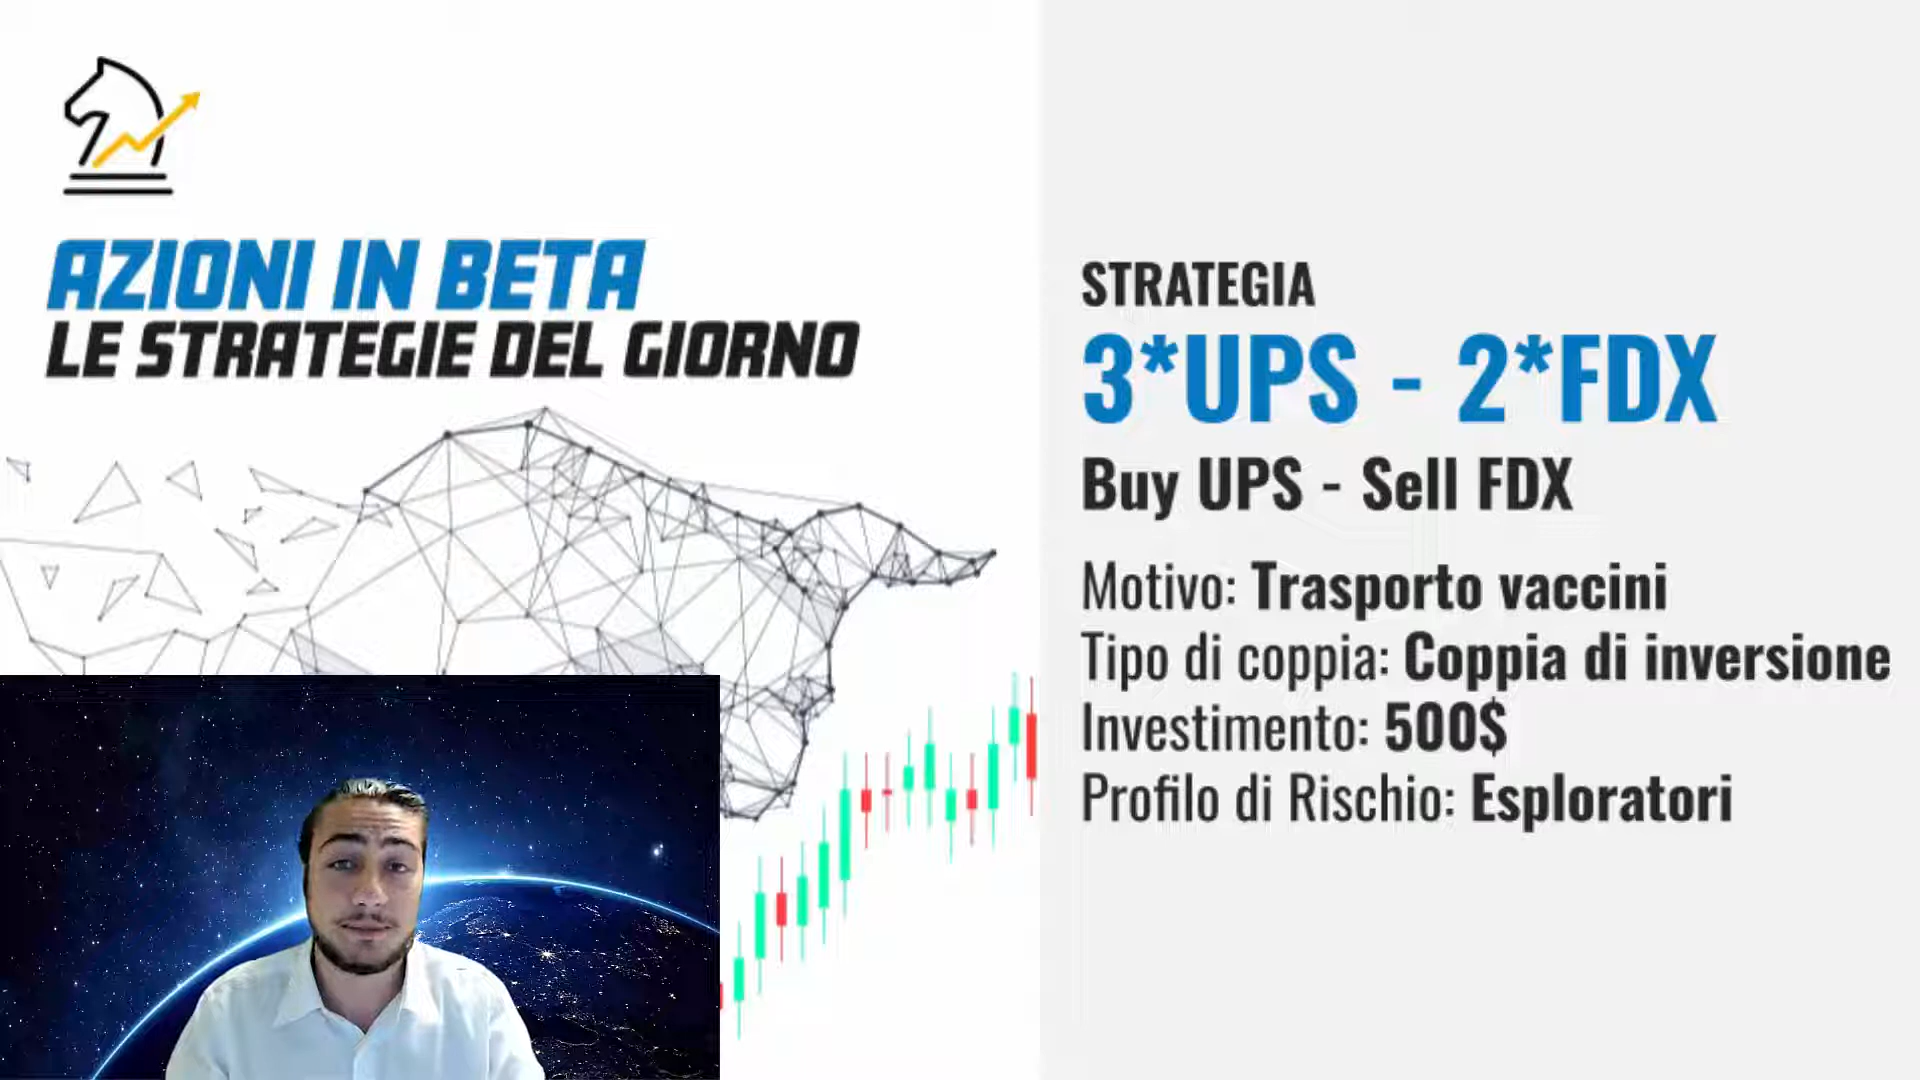 AZIONI IN BETA
LE STRATEGIE DEL GIORNO
STRATEGIA
3*UPS - 2*FDX
Buy UPS - Sell FDX
Motivo: Trasporto vaccini
Tipo di coppia: Coppia di inversione
Investimento: 500$
Profilo di Rischio: Esploratori